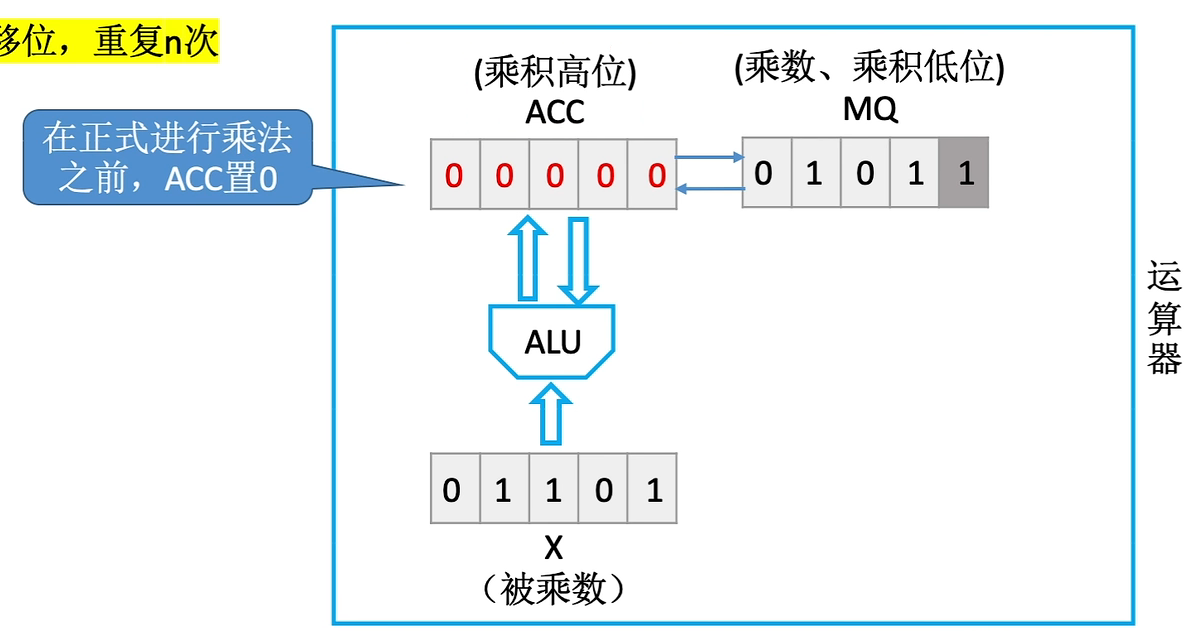 移位，重复n次
(乘积高位)
ACC
(乘数、乘积低位)
MQ
在正式进行乘法
之前，ACC置0
0 0 0 0 0
0 1 0 1 1
ALU
0 1 1 0 1
X
（被乘数）
运
算
器